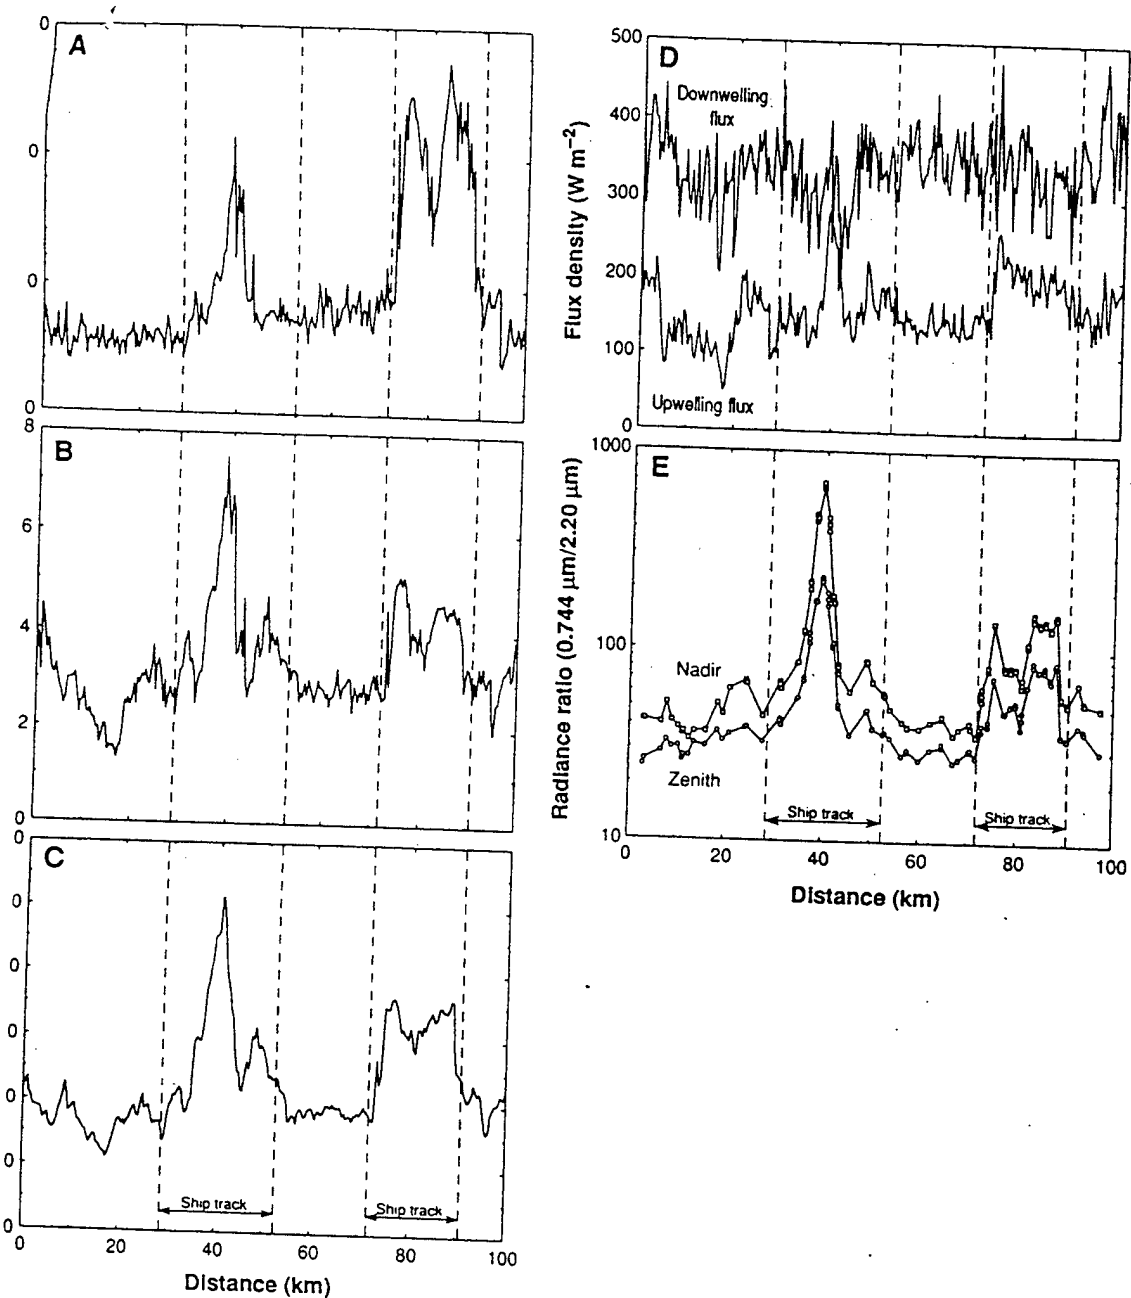 A
0
0
0
0
B
8
6
4
2
0
C
0
0
0
0
0
0
0
Ship track
Ship track
0 20 40 60 80 100
Distance (km)
D
500
400
300
200
100
0
Flux density (W m⁻²)
Downwelling
flux
Upwelling flux
E
1000
100
10
Radiance ratio (0.744 μm/2.20 μm)
Nadir
Zenith
Ship track
Ship track
0 20 40 60 80 100
Distance (km)